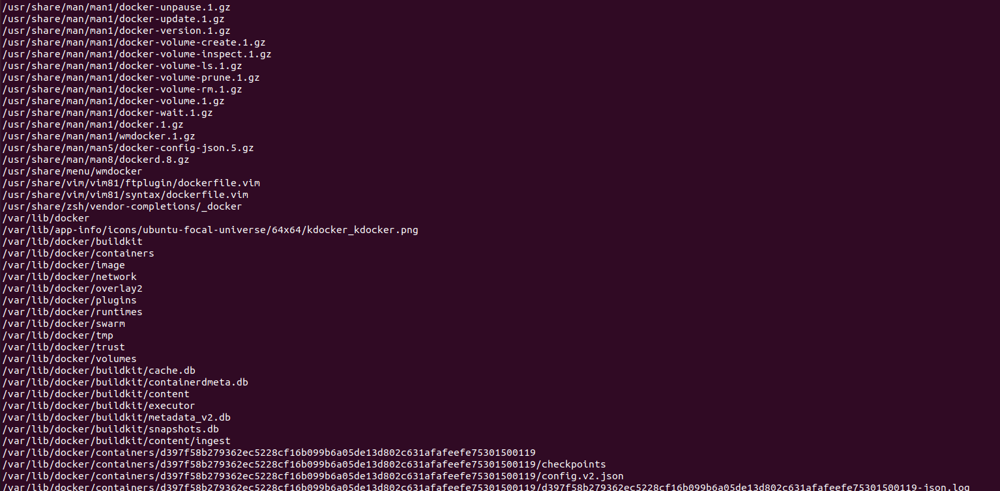 /usr/share/man/man1/docker-unpause.1.gz
/usr/share/man/man1/docker-update.1.gz
/usr/share/man/man1/docker-version.1.gz
/usr/share/man/man1/docker-volume-create.1.gz
/usr/share/man/man1/docker-volume-inspect.1.gz
/usr/share/man/man1/docker-volume-ls.1.gz
/usr/share/man/man1/docker-volume-prune.1.gz
/usr/share/man/man1/docker-volume-rm.1.gz
/usr/share/man/man1/docker-volume.1.gz
/usr/share/man/man1/docker-wait.1.gz
/usr/share/man/man1/docker.1.gz
/usr/share/man/man1/wmdocker.1.gz
/usr/share/man/man5/docker-config-json.5.gz
/usr/share/man/man8/dockerd.8.gz
/usr/share/menu/wmdocker
/usr/share/vim/vim81/ftplugin/dockerfile.vim
/usr/share/vim/vim81/syntax/dockerfile.vim
/usr/share/zsh/vendor-completions/_docker
/var/lib/docker
/var/lib/app-info/icons/ubuntu-focal-universe/64x64/kdocker_kdocker.png
/var/lib/docker/buildkit
/var/lib/docker/containers
/var/lib/docker/image
/var/lib/docker/network
/var/lib/docker/overlay2
/var/lib/docker/plugins
/var/lib/docker/runtimes
/var/lib/docker/swarm
/var/lib/docker/tmp
/var/lib/docker/trust
/var/lib/docker/volumes
/var/lib/docker/buildkit/cache.db
/var/lib/docker/buildkit/containerdmeta.db
/var/lib/docker/buildkit/content
/var/lib/docker/buildkit/executor
/var/lib/docker/buildkit/metadata_v2.db
/var/lib/docker/buildkit/snapshots.db
/var/lib/docker/buildkit/content/ingest
/var/lib/docker/containers/d397f58b279362ec5228cf16b099b6a05de13d802c631afafeefe75301500119
/var/lib/docker/containers/d397f58b279362ec5228cf16b099b6a05de13d802c631afafeefe75301500119/checkpoints
/var/lib/docker/containers/d397f58b279362ec5228cf16b099b6a05de13d802c631afafeefe75301500119/config.v2.json
/var/lib/docker/containers/d397f58b279362ec5228cf16b099b6a05de13d802c631afafeefe75301500119/d397f58b279362ec5228cf16b099b6a05de13d802c631afafeefe75301500119-json.log